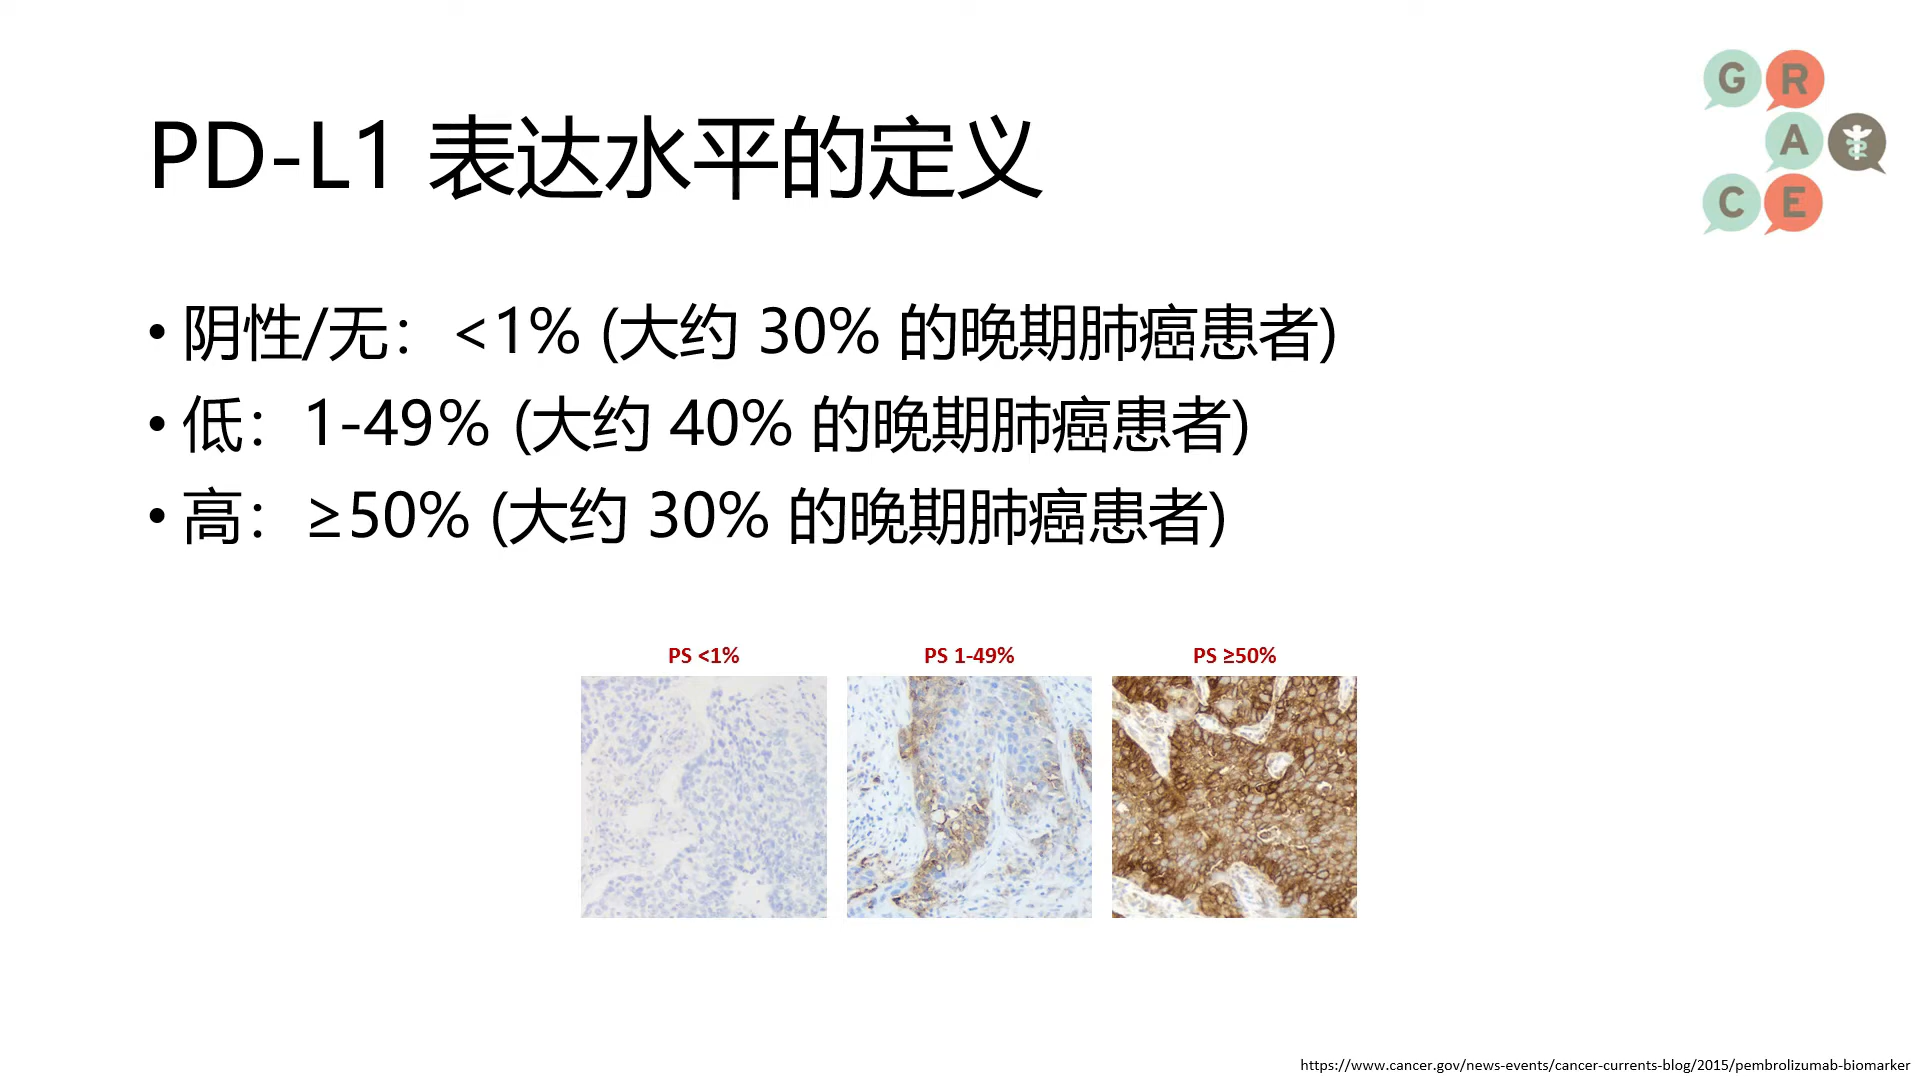 G R
A
C E
PD-L1 表达水平的定义
• 阴性/无：<1% (大约 30% 的晚期肺癌患者)
• 低：1-49% (大约 40% 的晚期肺癌患者)
• 高：≥50% (大约 30% 的晚期肺癌患者)
PS <1% PS 1-49% PS ≥50%
https://www.cancer.gov/news-events/cancer-currents-blog/2015/pembrolizumab-biomarker